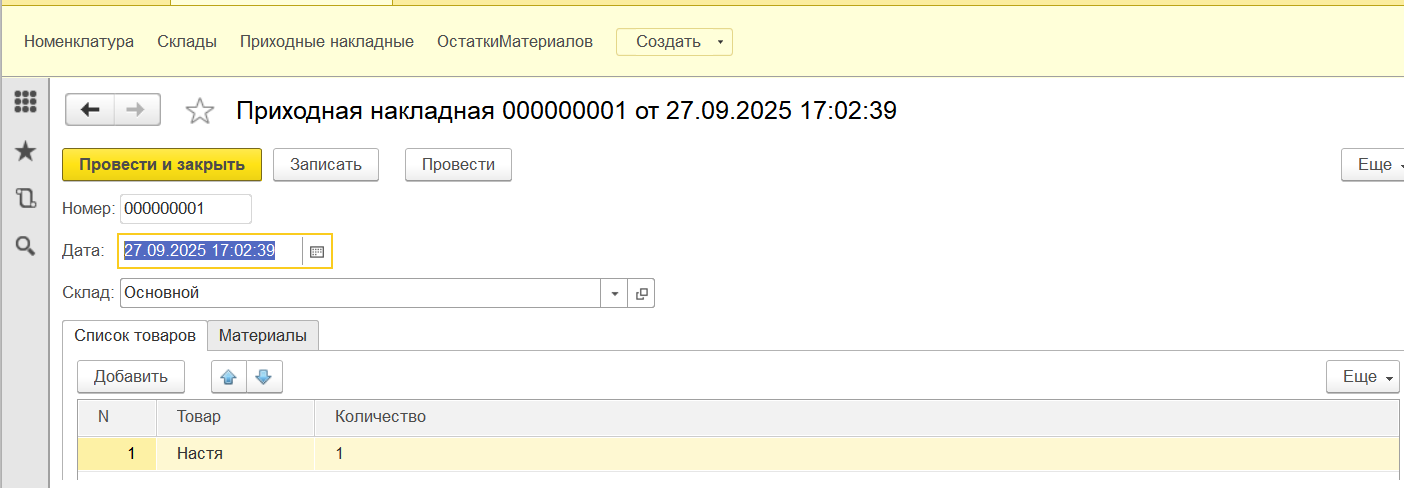 Номенклатура Склады Приходные накладные ОстаткиМатериалов Создать
Приходная накладная 000000001 от 27.09.2025 17:02:39
Провести и закрыть Записать Провести Еще
Номер: 000000001
Дата: 27.09.2025 17:02:39
Склад: Основной
Список товаров Материалы
Добавить Еще
N Товар Количество
1 Настя 1